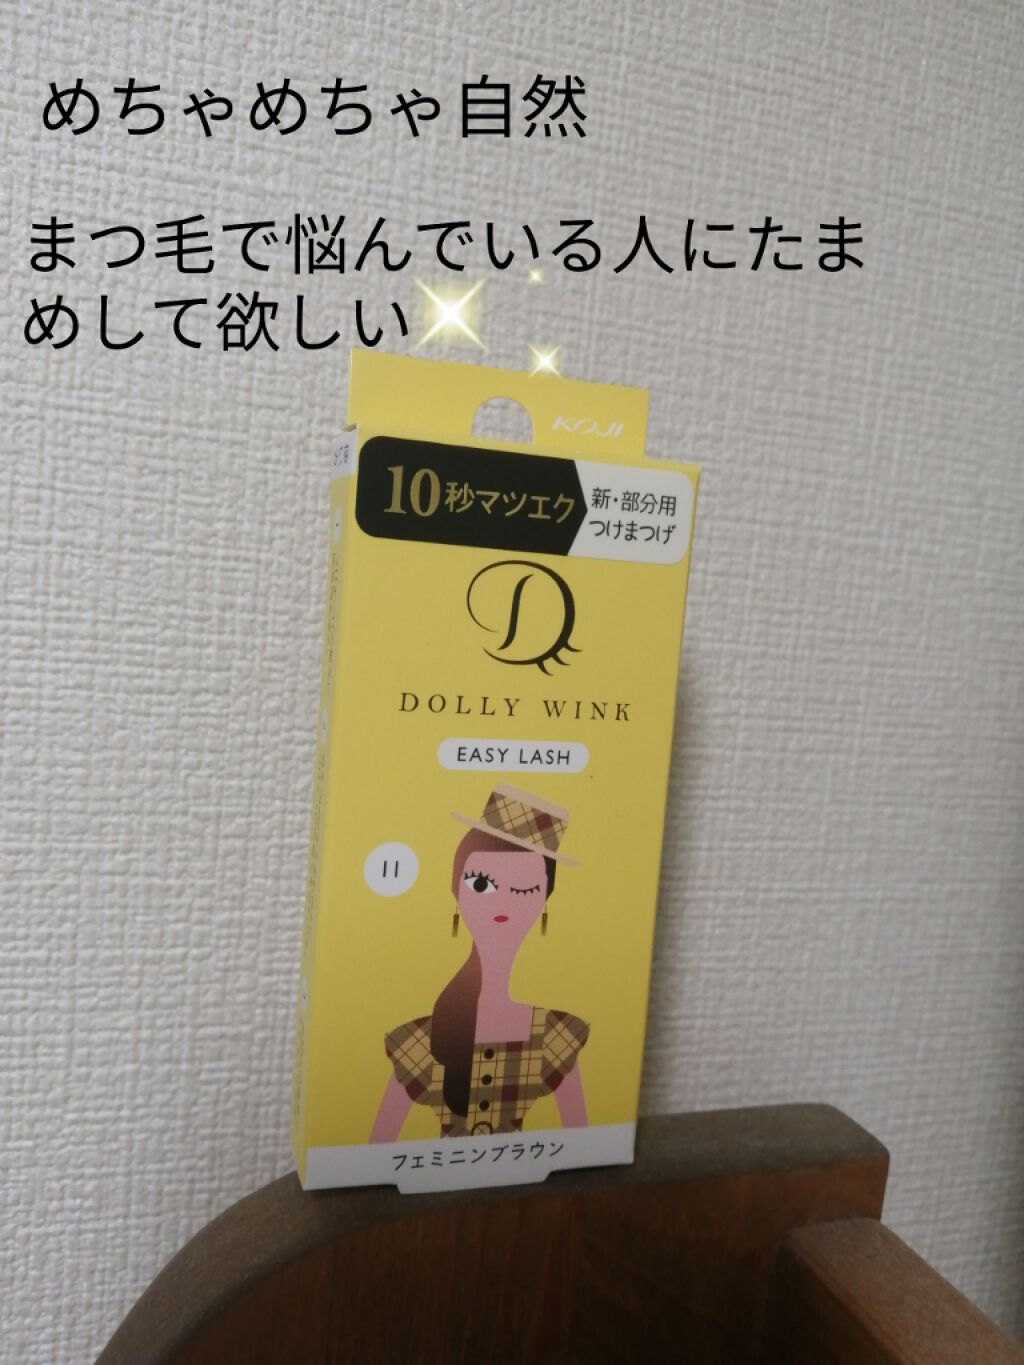 めちゃめちゃ自然
まつ毛で悩んでいる人にたま
めして欲しい
KOJI
10秒マツエク
新・部分用
つけまつげ
D
DOLLY WINK
EASY LASH
11
フェミニンブラウン